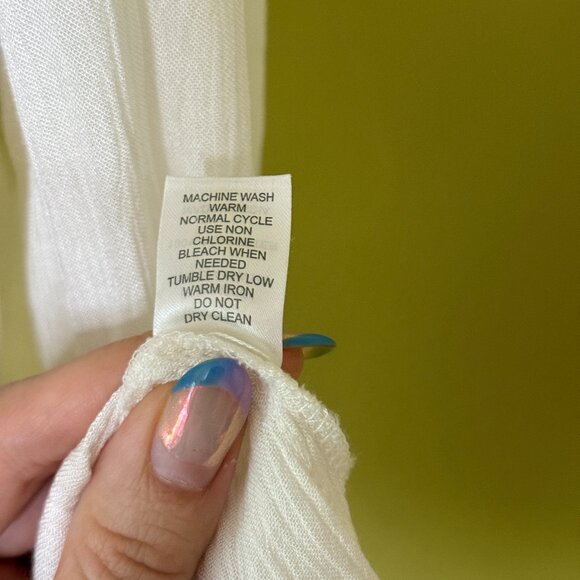 MACHINE WASH
WARM
NORMAL CYCLE
USE NON
CHLORINE
BLEACH WHEN
NEEDED
TUMBLE DRY LOW
WARM IRON
DO NOT
DRY CLEAN